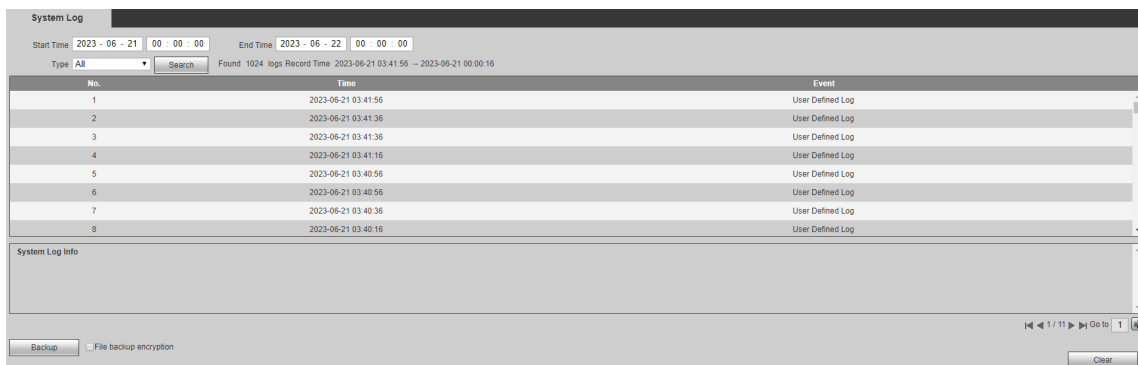 System Log
Start Time 2023 - 06 - 21 00 : 00 : 00 End Time 2023 - 06 - 22 00 : 00 : 00
Type All Search Found 1024 logs Record Time 2023-06-21 03:41:56 -- 2023-06-21 00:00:16
No. Time Event
1 2023-06-21 03:41:56 User Defined Log
2 2023-06-21 03:41:36 User Defined Log
3 2023-06-21 03:41:36 User Defined Log
4 2023-06-21 03:41:16 User Defined Log
5 2023-06-21 03:40:56 User Defined Log
6 2023-06-21 03:40:56 User Defined Log
7 2023-06-21 03:40:36 User Defined Log
8 2023-06-21 03:40:16 User Defined Log
System Log Info
1 / 11 Go to 1
Backup File backup encryption
Clear